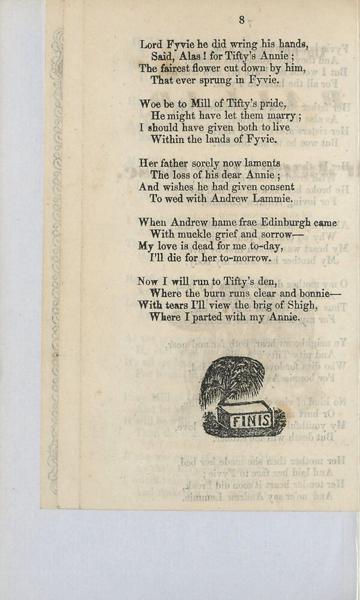 8
Lord Fyvie he did wring his hands,
Said, Alas! for Tifty's Annie;
The fairest flower cut down by him,
That ever sprung in Fyvie.
Woe be to Mill of Tifty's pride,
He might have let them marry;
I should have given both to live
Within the lands of Fyvie.
Her father sorely now laments
The loss of his dear Annie;
And wishes he had given consent
To wed with Andrew Lammie.
When Andrew hame frae Edinburgh came
With muckle grief and sorrow—
My love is dead for me to-day,
I'll die for her to-morrow.
Now I will run to Tifty's den,
Where the burn runs clear and bonnie—
With tears I'll view the brig of Shigh,
Where I parted with my Annie.
FINIS